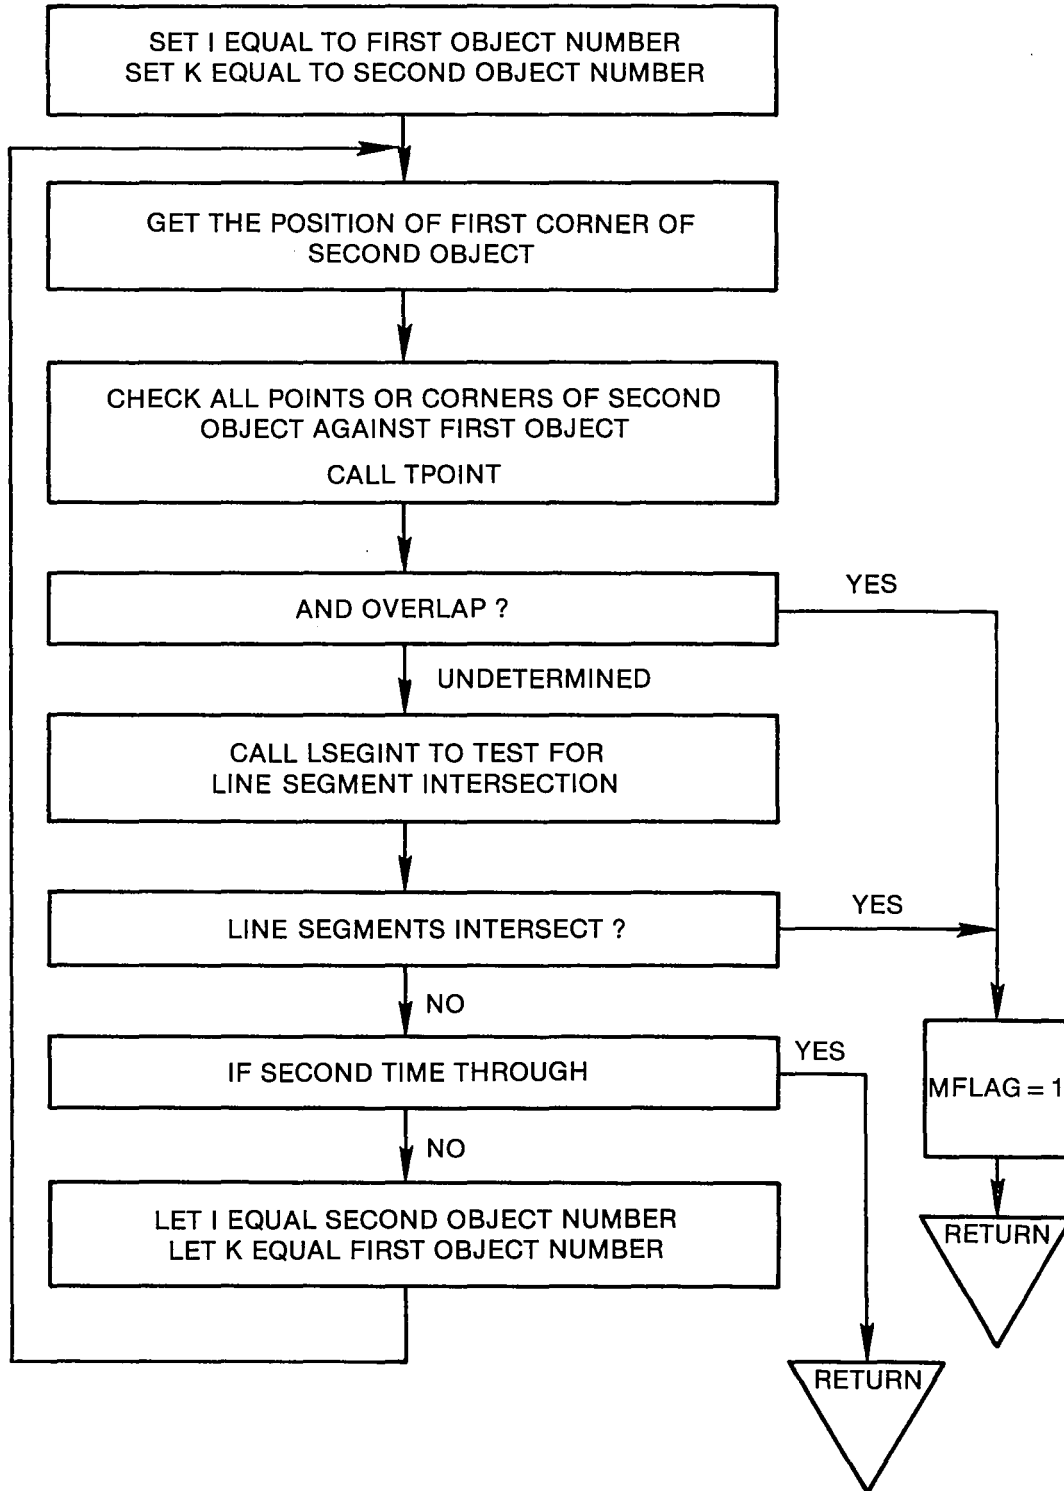 SET I EQUAL TO FIRST OBJECT NUMBER
SET K EQUAL TO SECOND OBJECT NUMBER
GET THE POSITION OF FIRST CORNER OF
SECOND OBJECT
CHECK ALL POINTS OR CORNERS OF SECOND
OBJECT AGAINST FIRST OBJECT
CALL TPOINT
AND OVERLAP ?
YES
UNDETERMINED
CALL LSEGINT TO TEST FOR
LINE SEGMENT INTERSECTION
LINE SEGMENTS INTERSECT ?
YES
NO
IF SECOND TIME THROUGH
YES
MFLAG = 1
NO
LET I EQUAL SECOND OBJECT NUMBER
LET K EQUAL FIRST OBJECT NUMBER
RETURN
RETURN